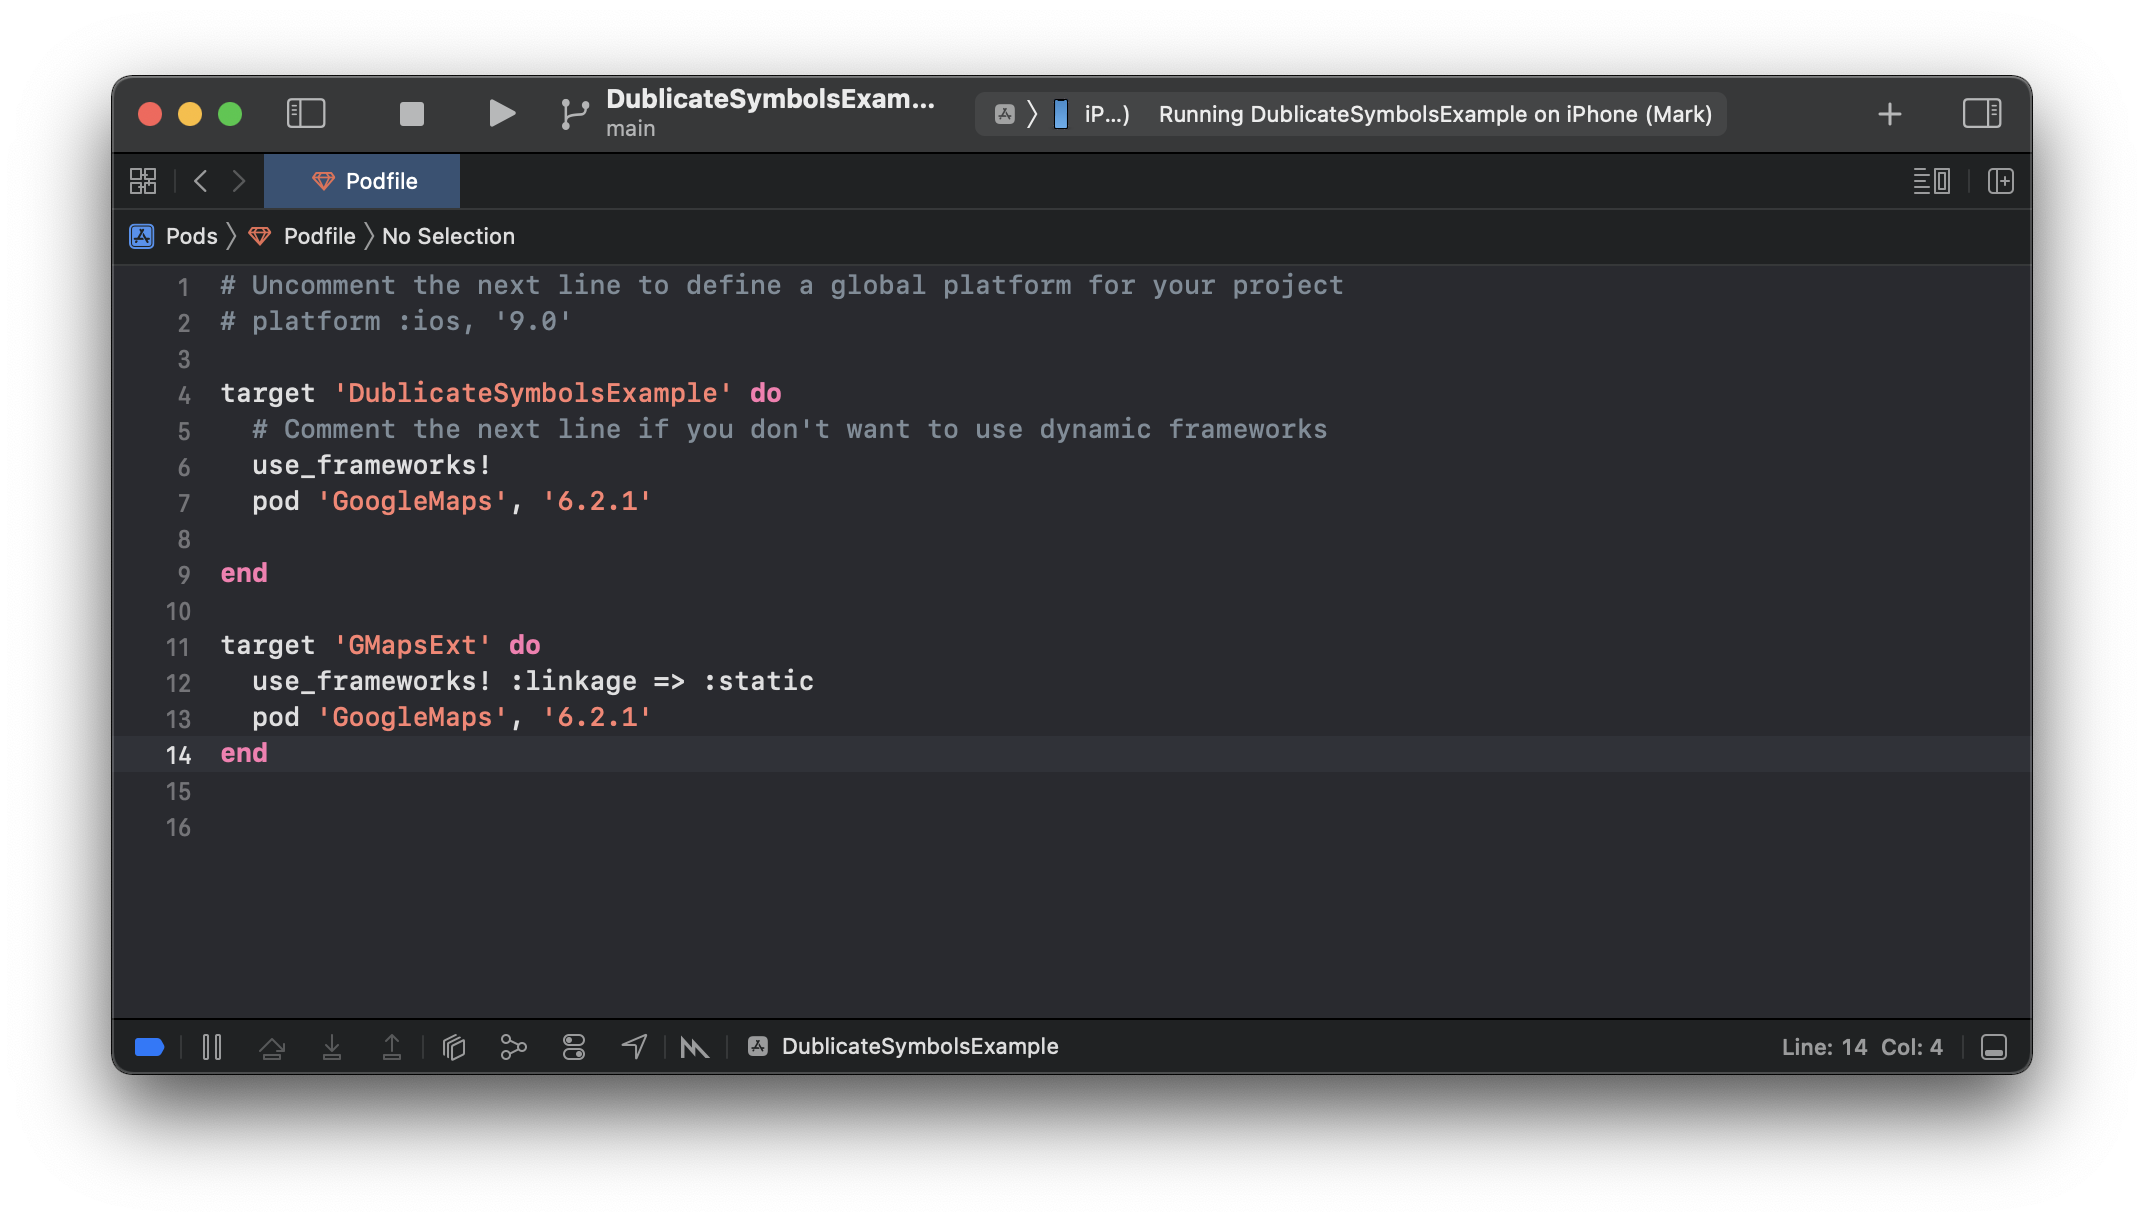 DublicateSymbolsExam...
main
iP...) Running DublicateSymbolsExample on iPhone (Mark)
Podfile
Pods Podfile No Selection
1 # Uncomment the next line to define a global platform for your project
2 # platform :ios, '9.0'
3
4 target 'DublicateSymbolsExample' do
5 # Comment the next line if you don't want to use dynamic frameworks
6 use_frameworks!
7 pod 'GoogleMaps', '6.2.1'
8
9 end
10
11 target 'GMapsExt' do
12 use_frameworks! :linkage => :static
13 pod 'GoogleMaps', '6.2.1'
14 end
15
16
DublicateSymbolsExample Line: 14 Col: 4